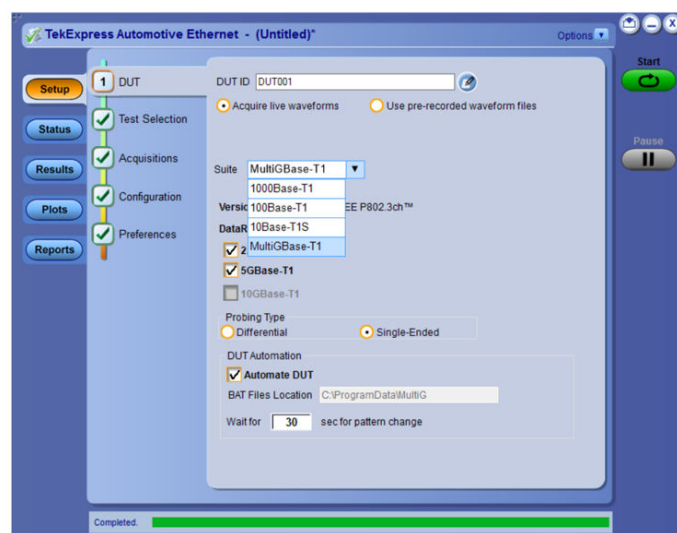 TekExpress Automotive Ethernet - (Untitled)*
Options
Start
Setup
1 DUT
DUT ID DUT001
Acquire live waveforms
Use pre-recorded waveform files
Test Selection
Status
Pause
Acquisitions
Results
Suite MultiGBase-T1
1000Base-T1
Configuration
EEE P802.3ch™
100Base-T1
Plots
10Base-T1S
Preferences
MultiGBase-T1
Reports
2
5GBase-T1
10GBase-T1
Probing Type
Differential
Single-Ended
DUT Automation
Automate DUT
BAT Files Location C:\ProgramData\MultiG
Wait for 30 sec for pattern change
Completed.